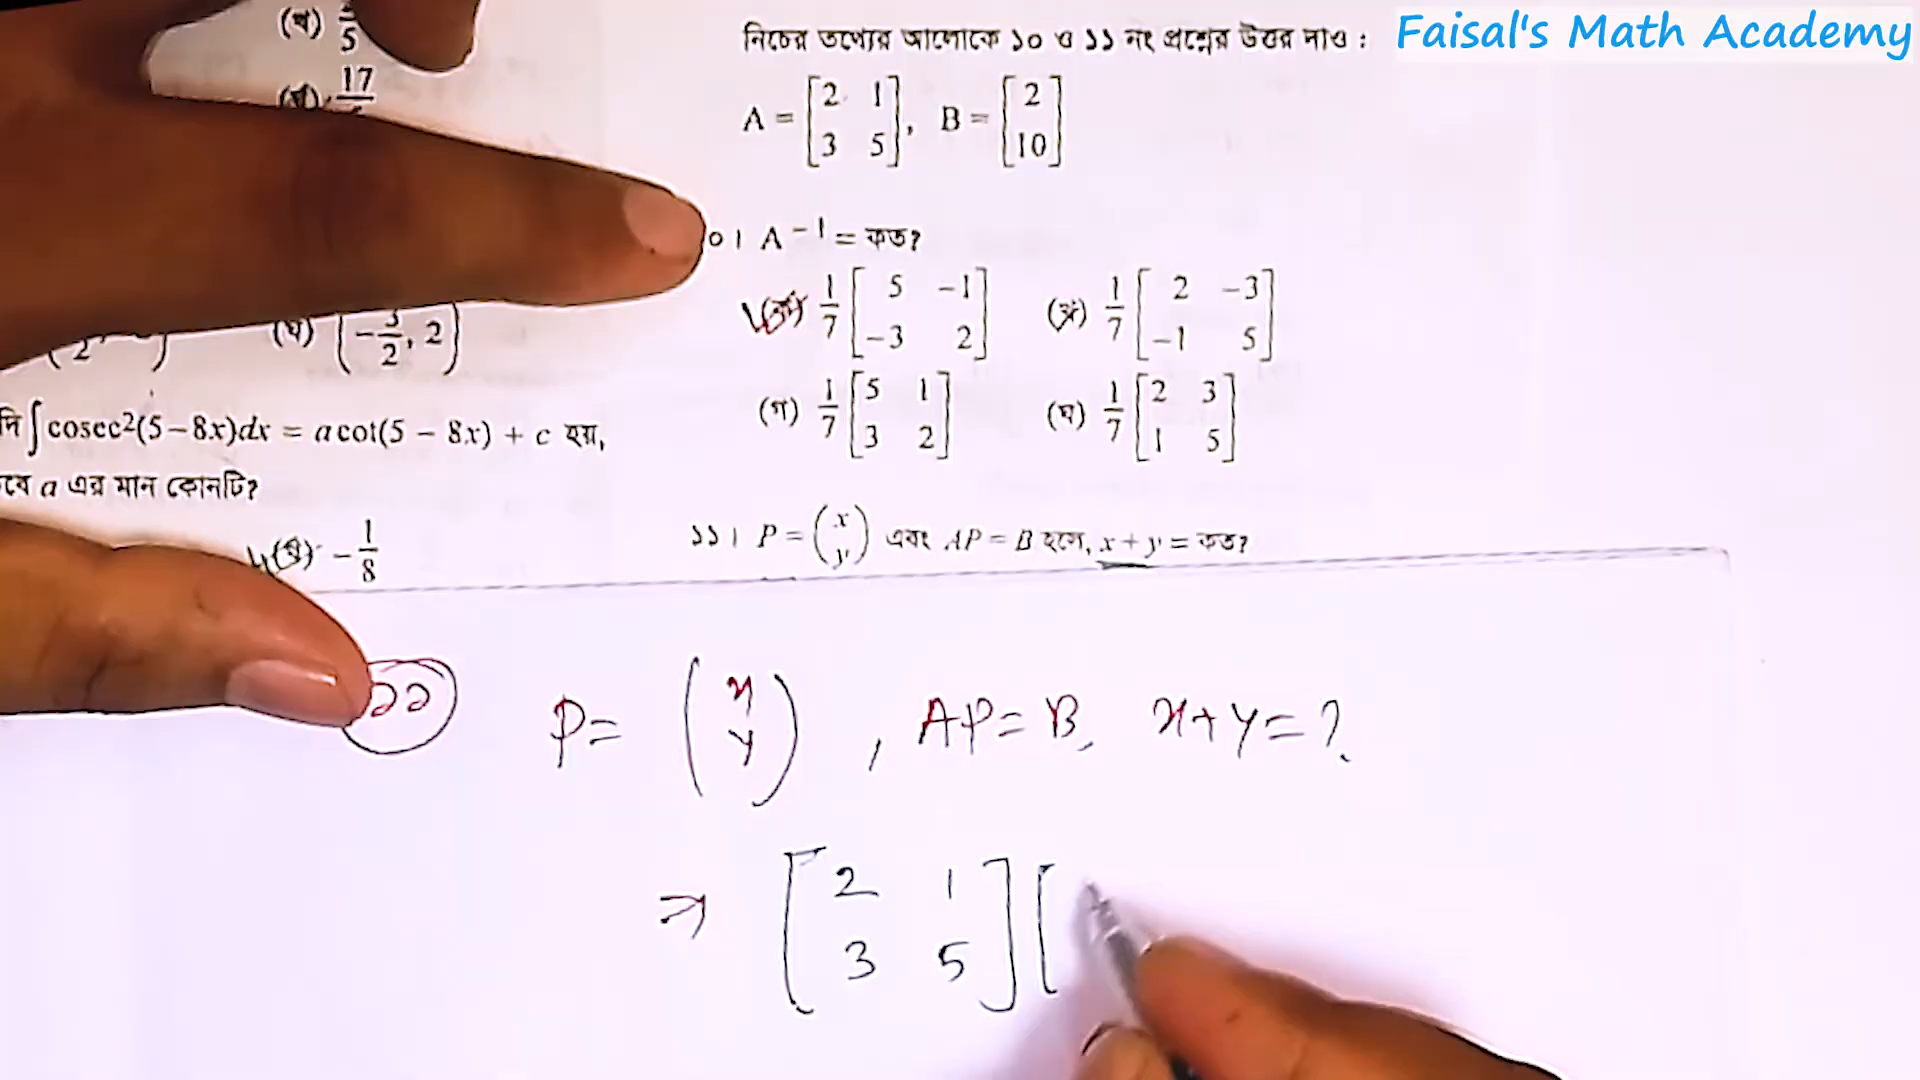 Faisal's Math Academy
(ঘ) 5
17
(ঘ) (-3/2, 2)
∫cosec²(5-8x)dx = a cot(5 - 8x) + c হয়,
a এর মান কোনটি?
-1/8
নিচের তথ্যের আলোকে ১০ ও ১১ নং প্রশ্নের উত্তর দাও :
A = [2 1; 3 5], B = [2; 10]
০। A⁻¹ = কত?
(ক) 1/7 [5 -1; -3 2] (খ) 1/7 [2 -3; -1 5]
(গ) 1/7 [5 1; 3 2] (ঘ) 1/7 [2 3; 1 5]
১১। P = (x; y) এবং AP = B হলে, x + y = কত?
১১ P = (x; y), AP = B, x+y = ?
⇒ [2 1; 3 5] [